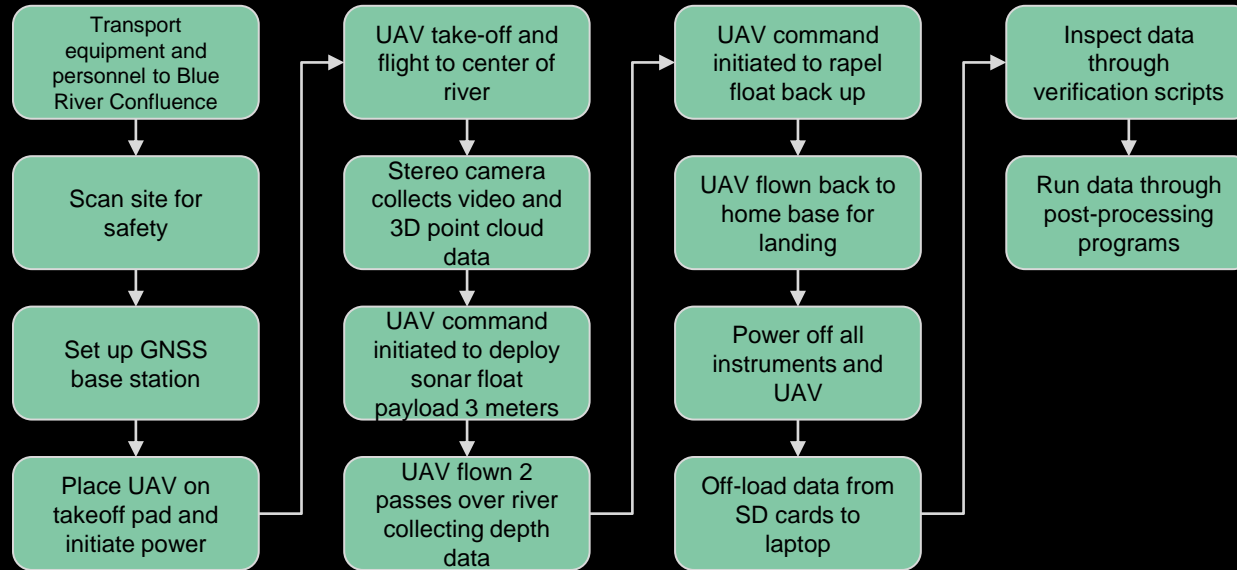 Transport
equipment and
personnel to Blue
River Confluence
Scan site for
safety
Set up GNSS
base station
Place UAV on
takeoff pad and
initiate power
UAV take-off and
flight to center of
river
Stereo camera
collects video and
3D point cloud
data
UAV command
initiated to deploy
sonar float
payload 3 meters
UAV flown 2
passes over river
collecting depth
data
UAV command
initiated to rapel
float back up
UAV flown back to
home base for
landing
Power off all
instruments and
UAV
Off-load data from
SD cards to
laptop
Inspect data
through
verification scripts
Run data through
post-processing
programs